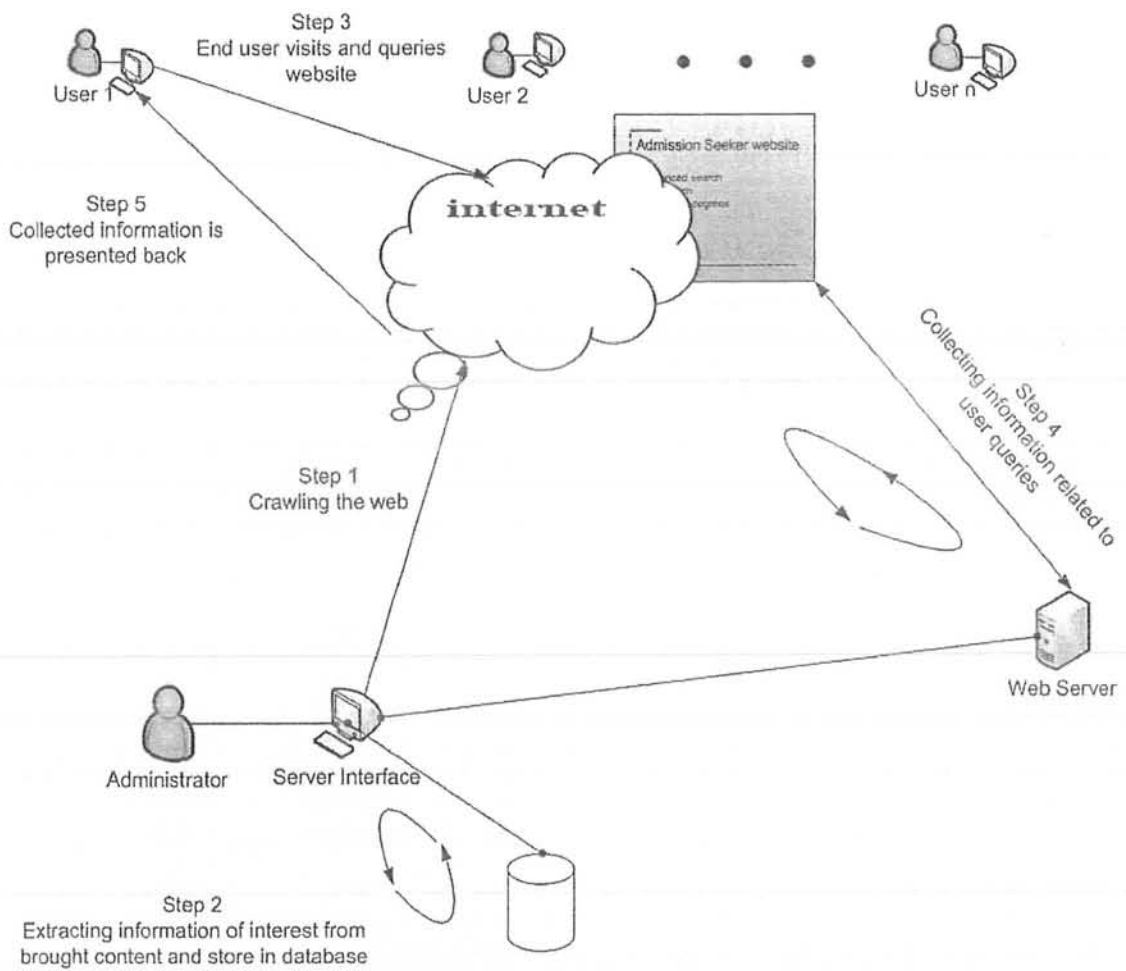 Step 3
End user visits and queries
website
User 1
User 2
User n
Admission Seeker website
search
internet
Step 5
Collected information is
presented back
Step 4
Collecting information related to
user queries
Step 1
Crawling the web
Web Server
Administrator
Server Interface
Step 2
Extracting information of interest from
brought content and store in database